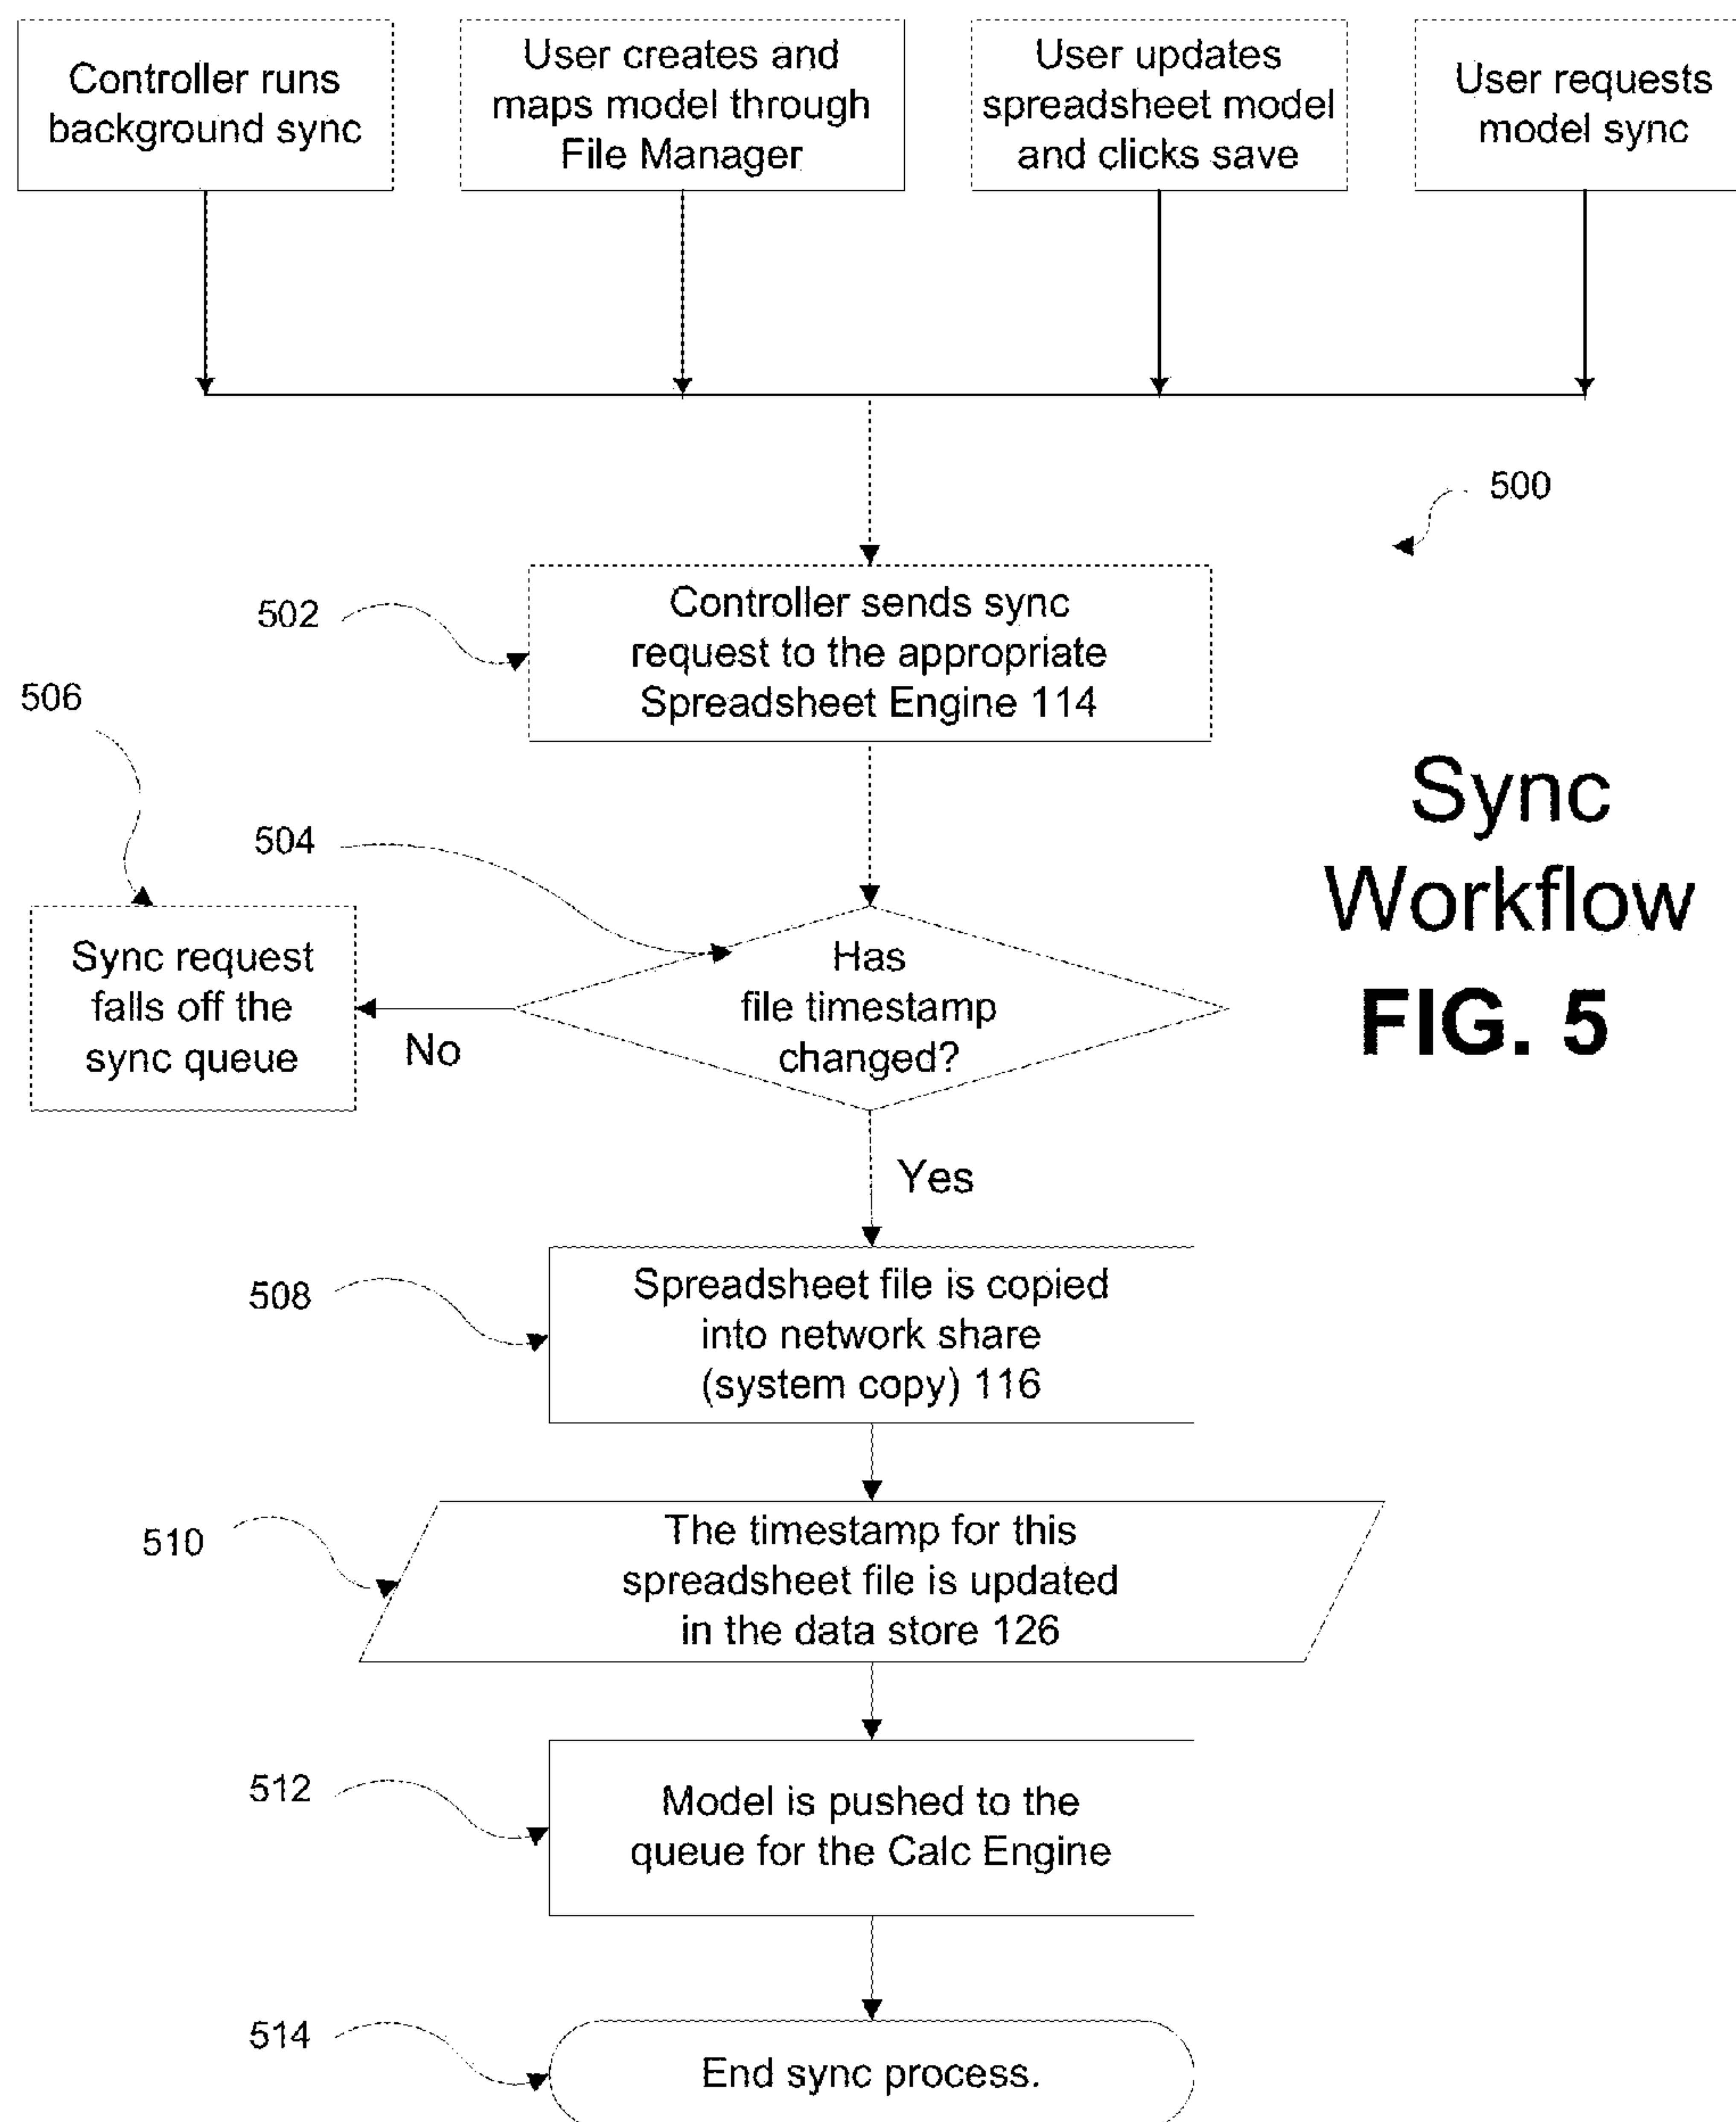 Controller runs
background sync
User creates and
maps model through
File Manager
User updates
spreadsheet model
and clicks save
User requests
model sync
500
502
Controller sends sync
request to the appropriate
Spreadsheet Engine 114
506
504
Sync
Workflow
FIG. 5
Sync request
falls off the
sync queue
No
Has
file timestamp
changed?
Yes
508
Spreadsheet file is copied
into network share
(system copy) 116
510
The timestamp for this
spreadsheet file is updated
in the data store 126
512
Model is pushed to the
queue for the Calc Engine
514
End sync process.